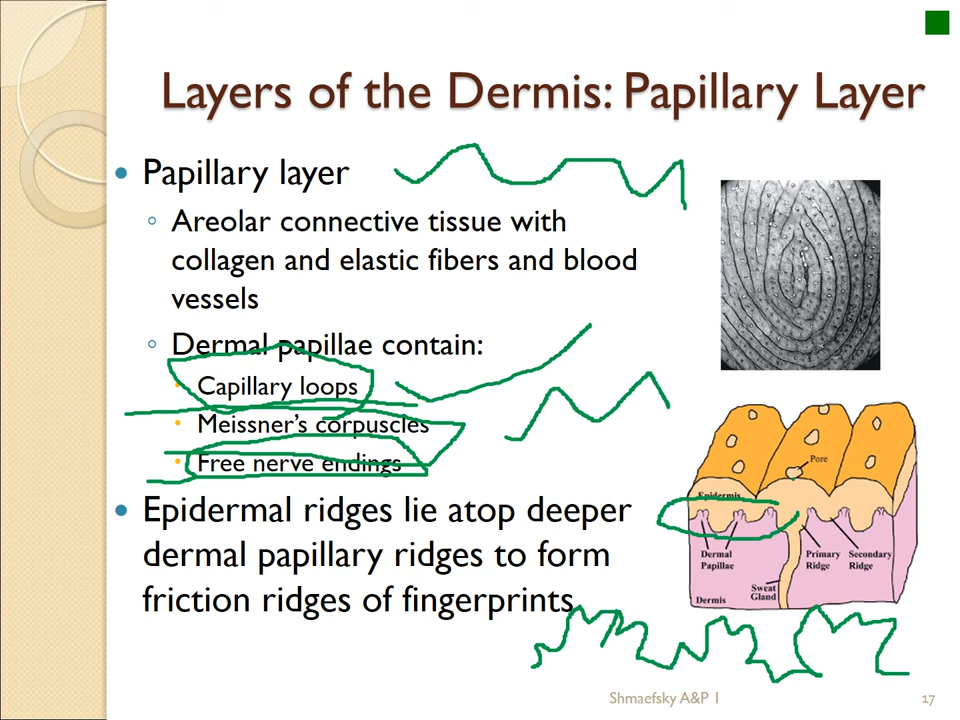 Layers of the Dermis: Papillary Layer
• Papillary layer
◦ Areolar connective tissue with
collagen and elastic fibers and blood
vessels
◦ Dermal papillae contain:
• Capillary loops
• Meissner's corpuscles
• Free nerve endings
• Epidermal ridges lie atop deeper
dermal papillary ridges to form
friction ridges of fingerprints
Pore
Epidermis
Dermal
Papillae
Primary
Ridge
Secondary
Ridge
Sweat
Gland
Dermis
Shmaefsky A&P 1
17